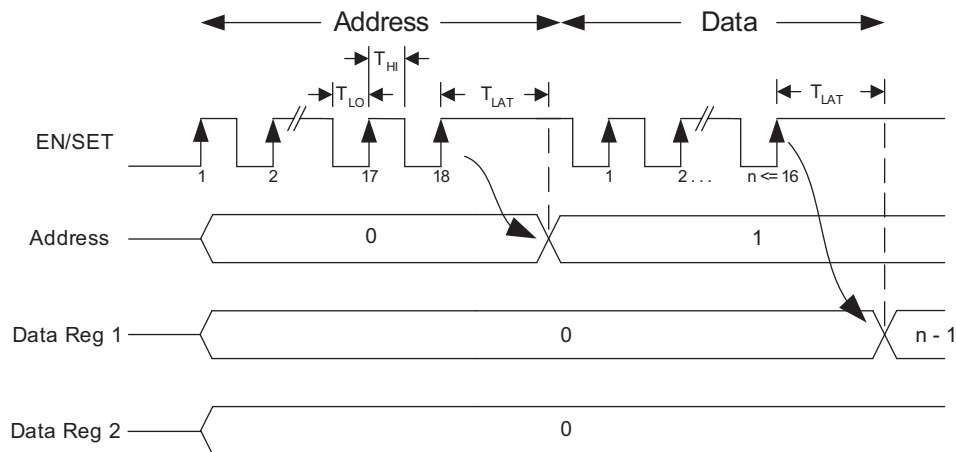 Address Data
T_HI
T_LO T_LAT T_LAT
EN/SET
1 2 17 18 1 2 . . . n <= 16
Address 0 1
Data Reg 1 0 n - 1
Data Reg 2 0